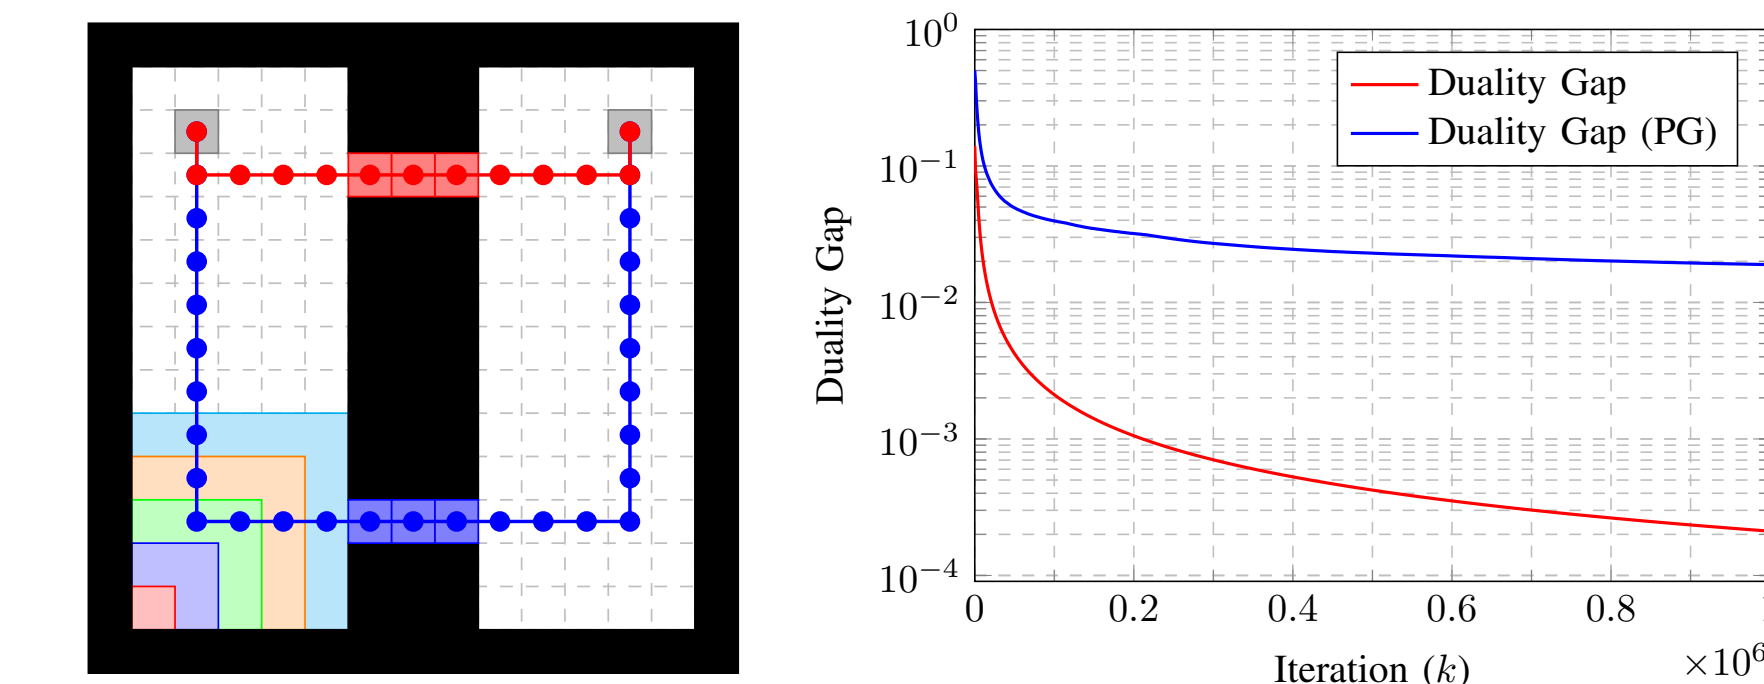 10^0
10^{-1}
10^{-2}
10^{-3}
10^{-4}
Duality Gap
Duality Gap
Duality Gap (PG)
0 0.2 0.4 0.6 0.8
Iteration (k)
×10^6